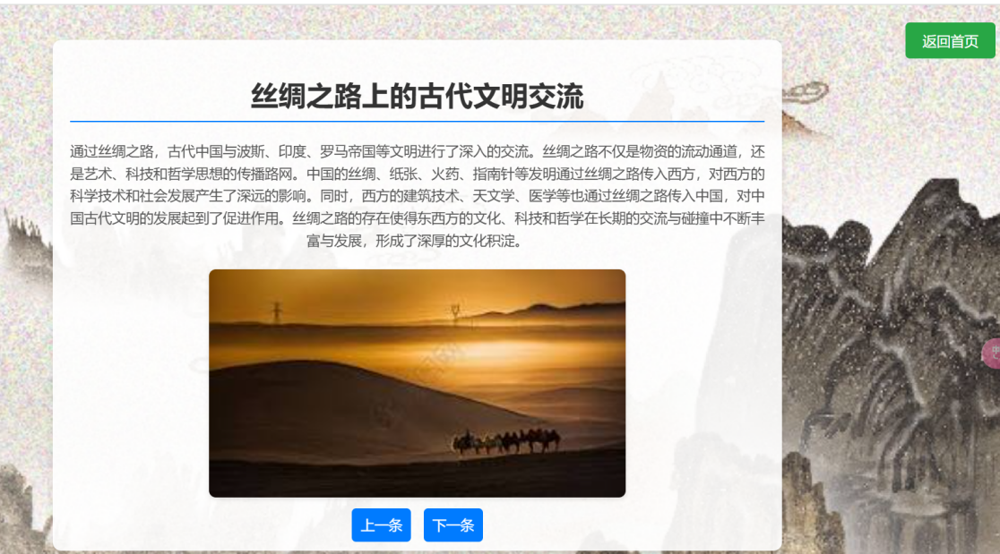 返回首页
丝绸之路上的古代文明交流
通过丝绸之路，古代中国与波斯、印度、罗马帝国等文明进行了深入的交流。丝绸之路不仅是物资的流动通道，还
是艺术、科技和哲学思想的传播路网。中国的丝绸、纸张、火药、指南针等发明通过丝绸之路传入西方，对西方的
科学技术和社会发展产生了深远的影响。同时，西方的建筑技术、天文学、医学等也通过丝绸之路传入中国，对中
国古代文明的发展起到了促进作用。丝绸之路的存在使得东西方的文化、科技和哲学在长期的交流与碰撞中不断丰
富与发展，形成了深厚的文化积淀。
上一条 下一条